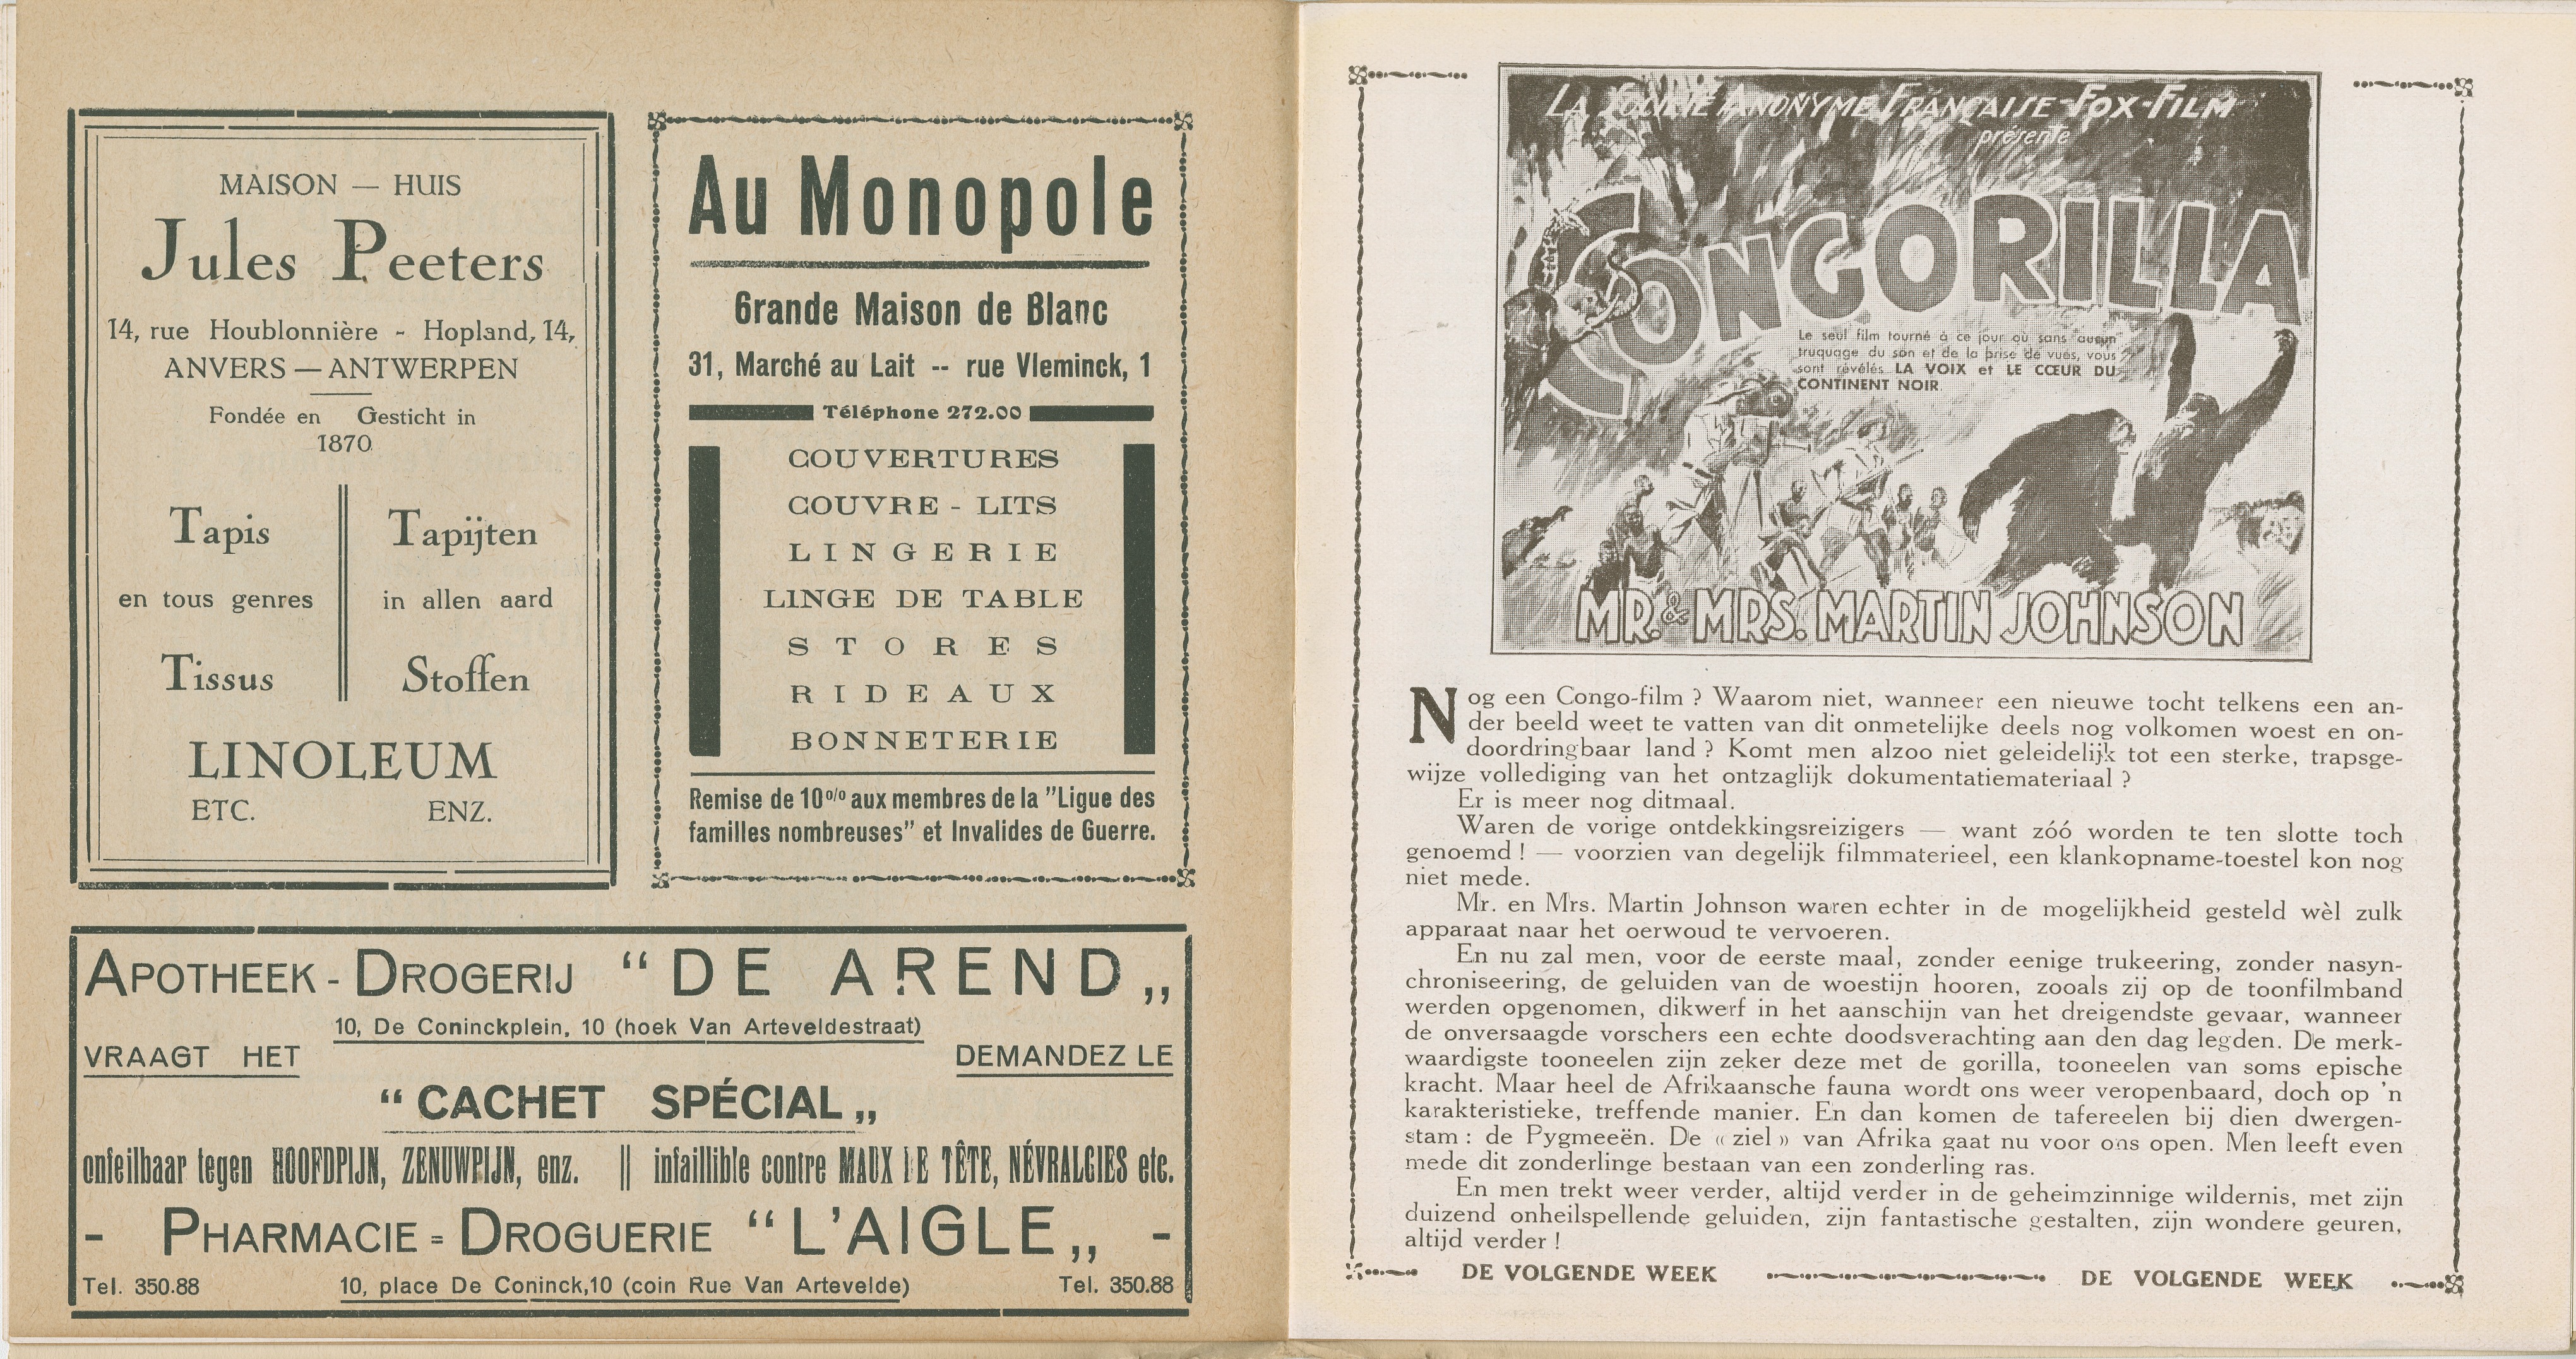 MAISON — HUIS
Jules Peeters
14, rue Houblonnière - Hopland, 14,
ANVERS — ANTWERPEN
Fondée en Gesticht in
1870
Tapis
en tous genres
Tissus
Tapijten
in allen aard
Stoffen
LINOLEUM
ETC. ENZ.
Au Monopole
Grande Maison de Blanc
31, Marché au Lait -- rue Vleminck, 1
Téléphone 272.00
COUVERTURES
COUVRE - LITS
LINGERIE
LINGE DE TABLE
STORES
RIDEAUX
BONNETERIE
Remise de 10% aux membres de la "Ligue des
familles nombreuses" et Invalides de Guerre.
APOTHEEK - DROGERIJ “DE AREND„
10, De Coninckplein, 10 (hoek Van Arteveldestraat)
VRAAGT HET DEMANDEZ LE
“CACHET SPÉCIAL„
onfeilbaar tegen HOOFDPIJN, ZENUWPIJN, enz. || infaillible contre MAUX DE TÊTE, NÉVRALGIES etc.
- PHARMACIE = DROGUERIE “L'AIGLE„ -
Tel. 350.88 10, place De Coninck,10 (coin Rue Van Artevelde) Tel. 350.88
LA SOCIÉTÉ ANONYME FRANÇAISE FOX-FILM
présente
CONGORILLA
Le seul film tourné à ce jour où sans aucun
truquage du son et de la prise de vues, vous
sont révélés LA VOIX et LE CŒUR DU
CONTINENT NOIR.
MR. & MRS. MARTIN JOHNSON
Nog een Congo-film ? Waarom niet, wanneer een nieuwe tocht telkens een an-
der beeld weet te vatten van dit onmetelijke deels nog volkomen woest en on-
doordringbaar land ? Komt men alzoo niet geleidelijk tot een sterke, trapsge-
wijze vollediging van het ontzaglijk dokumentatiemateriaal ?
Er is meer nog ditmaal.
Waren de vorige ontdekkingsreizigers — want zóó worden te ten slotte toch
genoemd ! — voorzien van degelijk filmmaterieel, een klankopname-toestel kon nog
niet mede.
Mr. en Mrs. Martin Johnson waren echter in de mogelijkheid gesteld wèl zulk
apparaat naar het oerwoud te vervoeren.
En nu zal men, voor de eerste maal, zonder eenige trukeering, zonder nasyn-
chroniseering, de geluiden van de woestijn hooren, zooals zij op de toonfilmband
werden opgenomen, dikwerf in het aanschijn van het dreigendste gevaar, wanneer
de onversaagde vorschers een echte doodsverachting aan den dag legden. De merk-
waardigste tooneelen zijn zeker deze met de gorilla, tooneelen van soms epische
kracht. Maar heel de Afrikaansche fauna wordt ons weer veropenbaard, doch op 'n
karakteristieke, treffende manier. En dan komen de tafereelen bij dien dwergen-
stam : de Pygmeeën. De « ziel » van Afrika gaat nu voor ons open. Men leeft even
mede dit zonderlinge bestaan van een zonderling ras.
En men trekt weer verder, altijd verder in de geheimzinnige wildernis, met zijn
duizend onheilspellende geluiden, zijn fantastische gestalten, zijn wondere geuren,
altijd verder !
DE VOLGENDE WEEK DE VOLGENDE WEEK